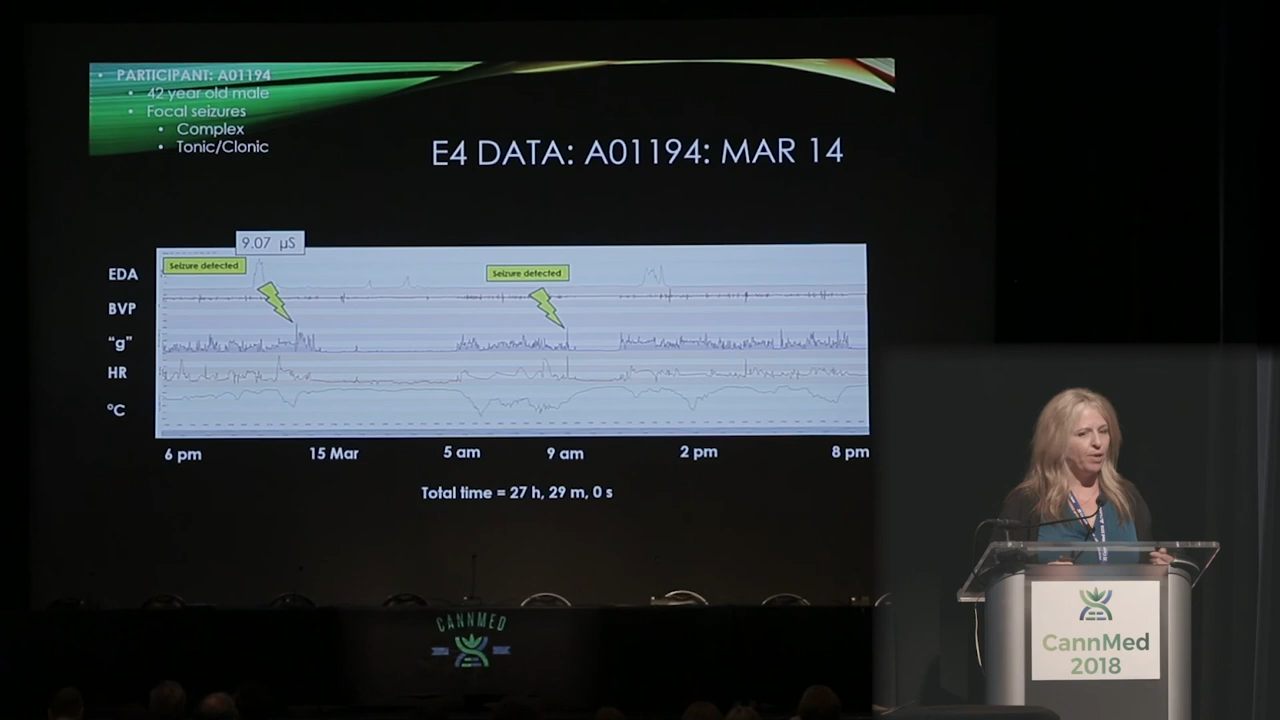 • PARTICIPANT: A01194
• 42 year old male
• Focal seizures
• Complex
• Tonic/Clonic
E4 DATA: A01194: MAR 14
9.07 µS
Seizure detected
Seizure detected
EDA
BVP
“g”
HR
°C
6 pm
15 Mar
5 am
9 am
2 pm
8 pm
Total time = 27 h, 29 m, 0 s
CANNMED
CannMed
2018